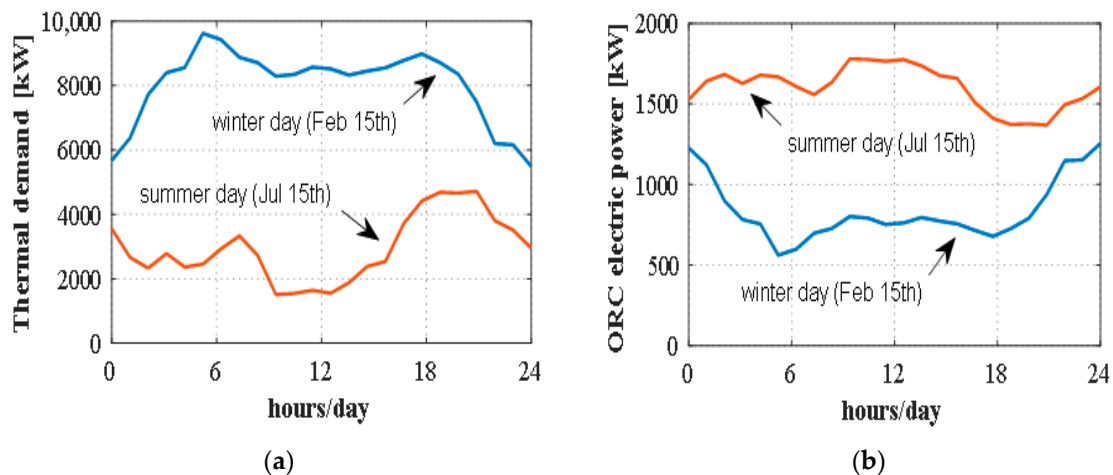 10,000
8000
6000
4000
2000
0
Thermal demand [kW]
winter day (Feb 15th)
summer day (Jul 15th)
0 6 12 18 24
hours/day
(a)
2000
1500
1000
500
0
ORC electric power [kW]
summer day (Jul 15th)
winter day (Feb 15th)
0 6 12 18 24
hours/day
(b)